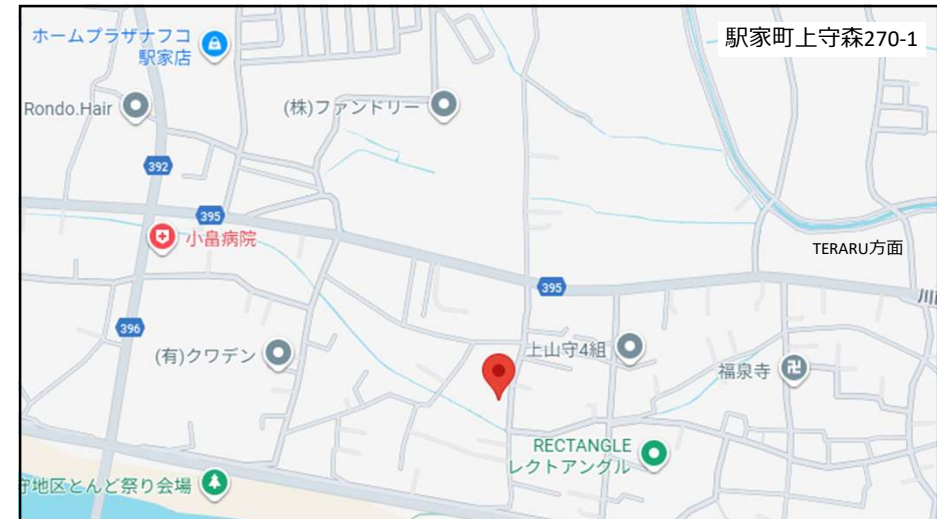 駅家町上守森270-1
ホームプラザナフコ
駅家店
Rondo.Hair
(株)ファンドリー
392
395
小畠病院
TERARU方面
395
川
396
(有)クワデン
上山守4組
福泉寺
RECTANGLE
レクトアングル
守地区とんど祭り会場